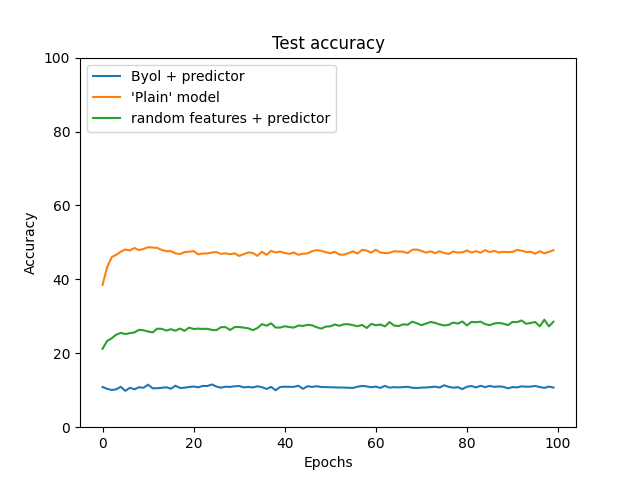 Test accuracy
Byol + predictor
'Plain' model
random features + predictor
100
80
60
40
20
0
Accuracy
0 20 40 60 80 100
Epochs